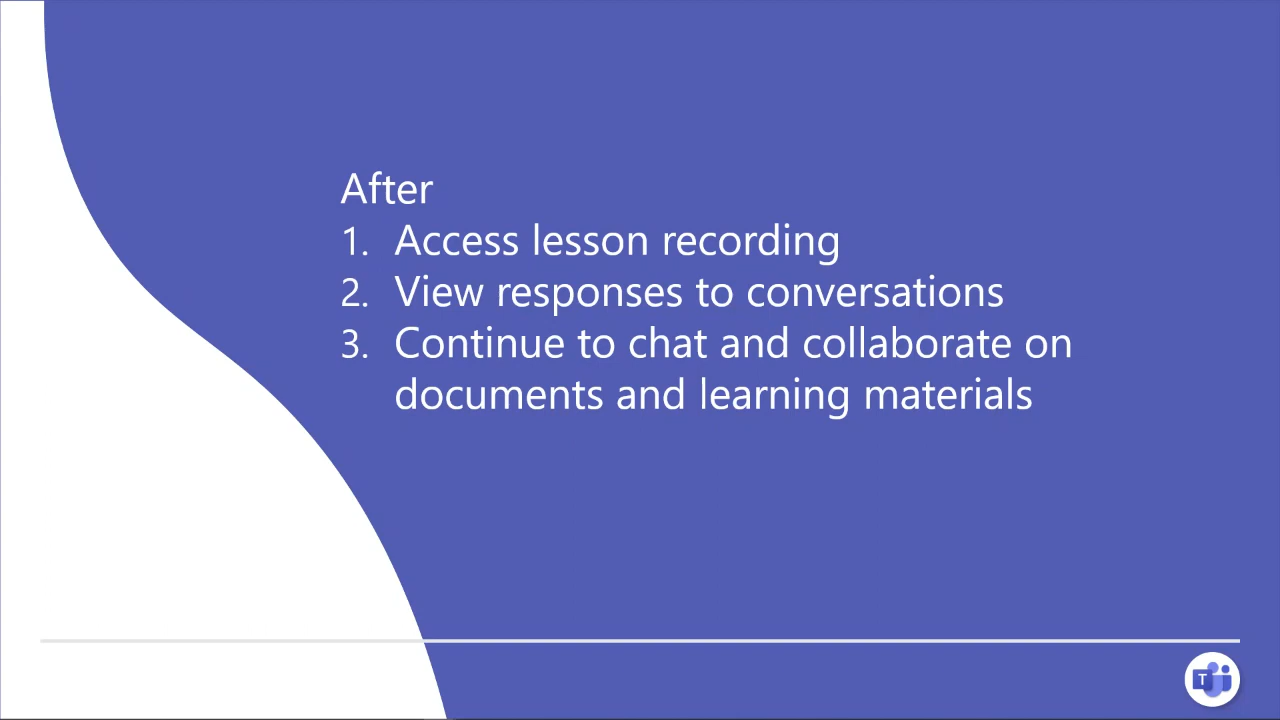 After
1. Access lesson recording
2. View responses to conversations
3. Continue to chat and collaborate on
documents and learning materials
T